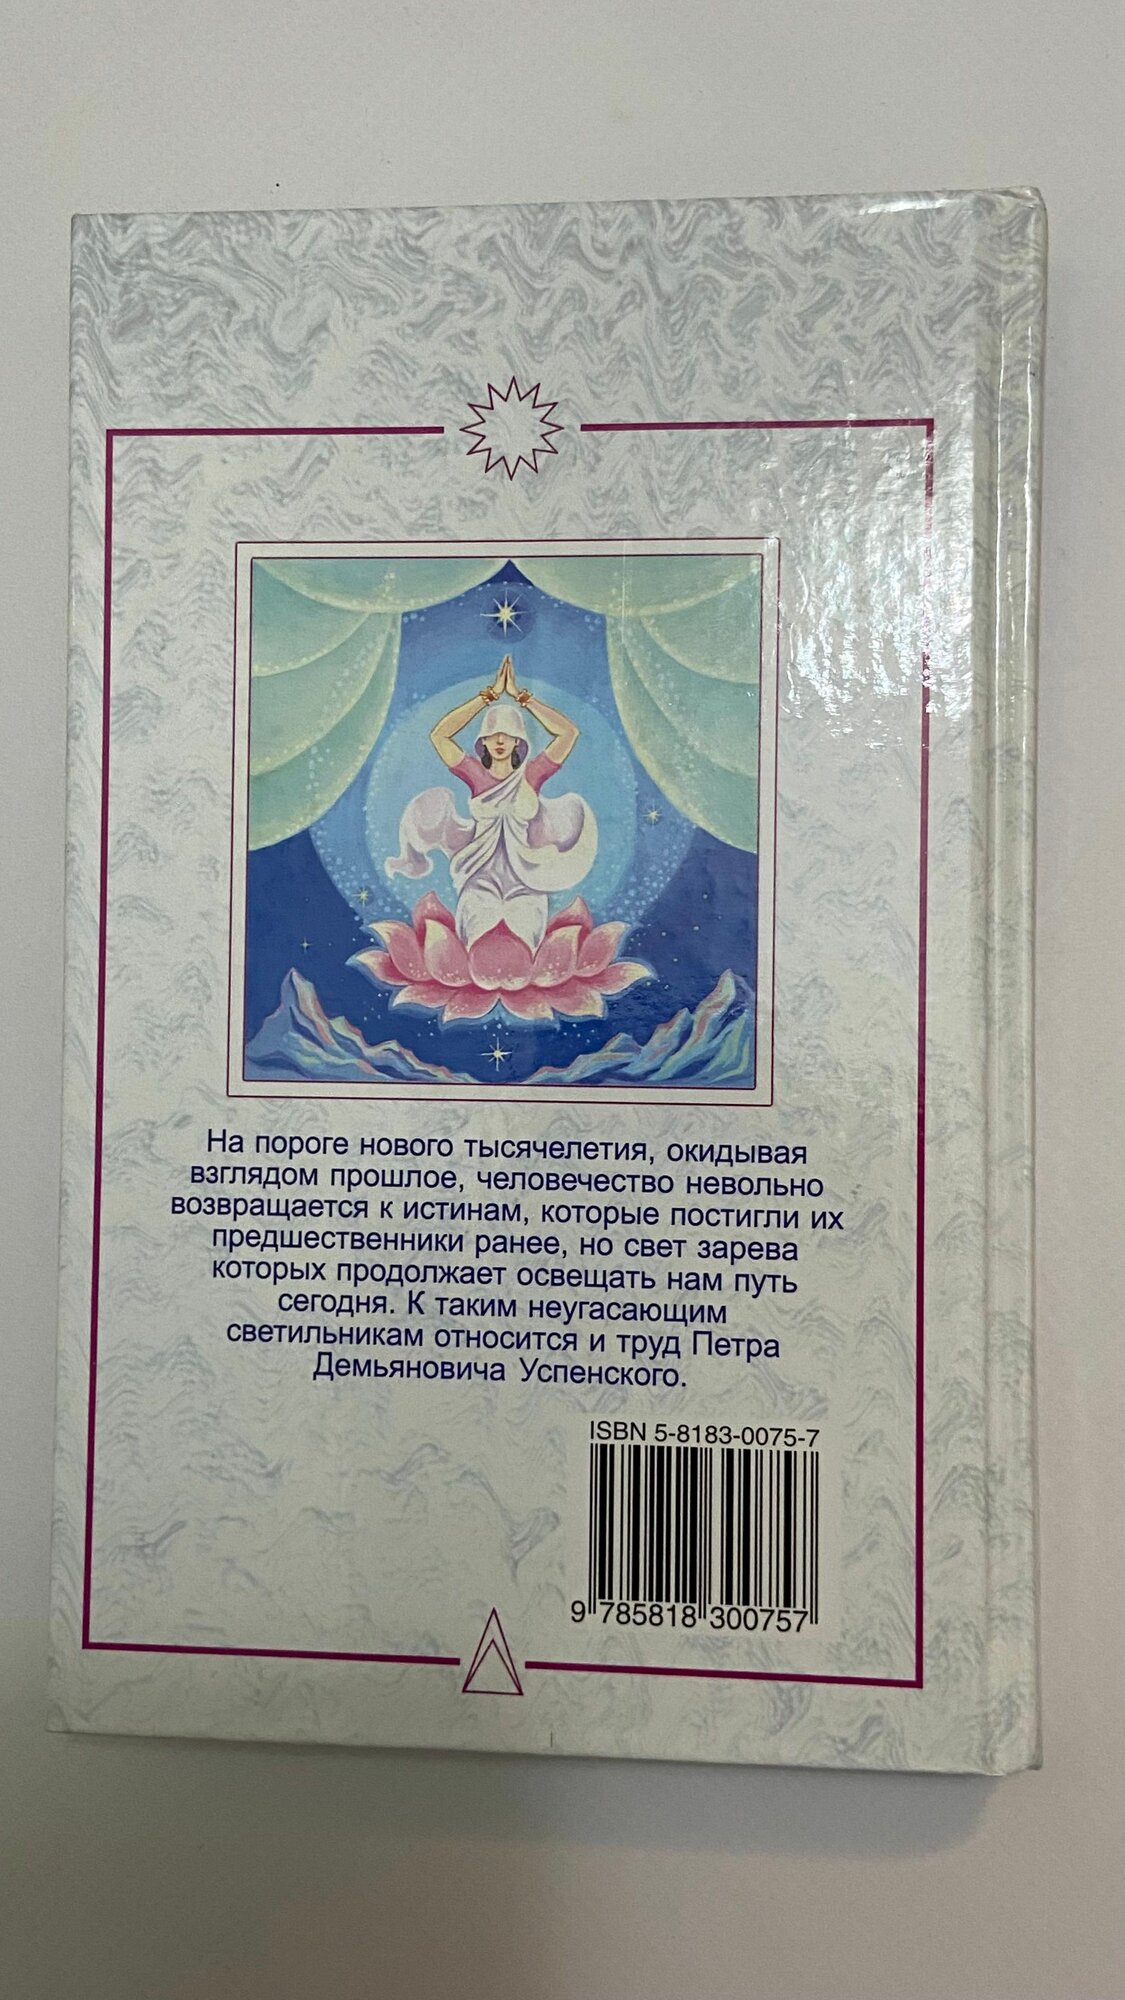 На пороге нового тысячелетия, окидывая
взглядом прошлое, человечество невольно
возвращается к истинам, которые постигли их
предшественники ранее, но свет зарева
которых продолжает освещать нам путь
сегодня. К таким неугасающим
светильникам относится и труд Петра
Демьяновича Успенского.
ISBN 5-8183-0075-7
9 785818 300757